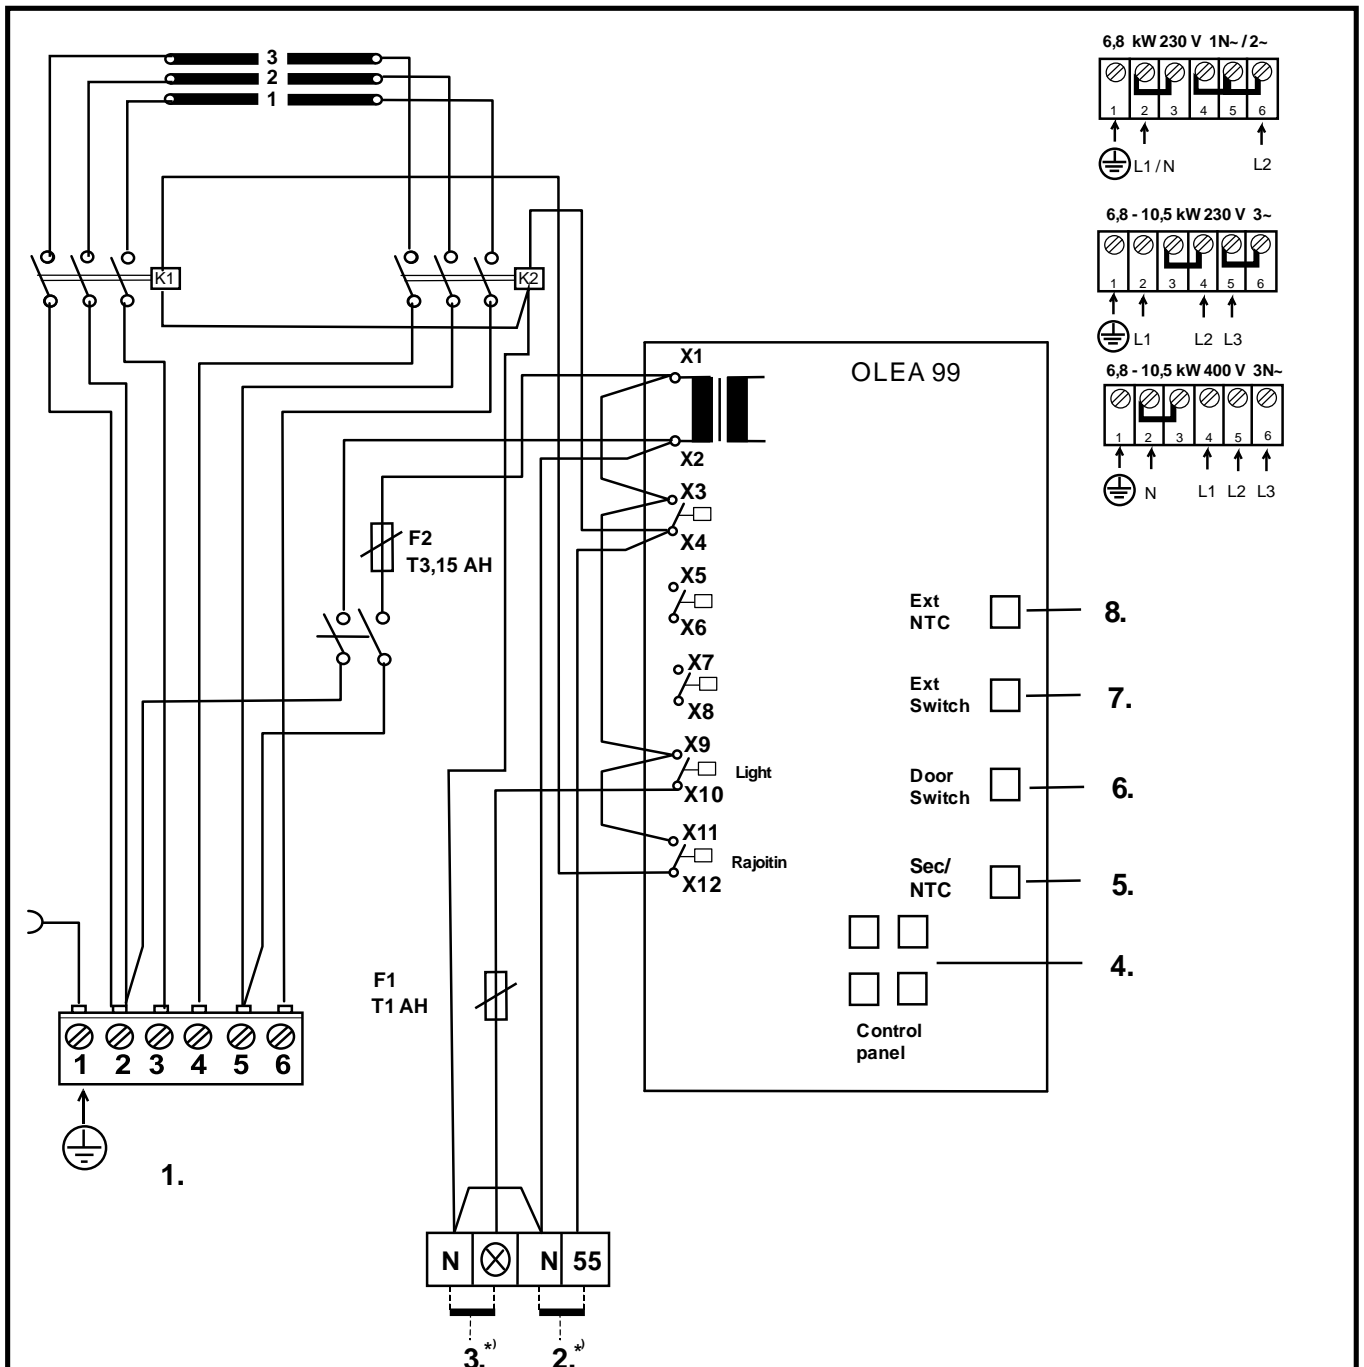 3
2
1
K1
K2
6,8 kW 230 V 1N~ / 2~
1 2 3 4 5 6
L1 / N L2
6,8 - 10,5 kW 230 V 3~
1 2 3 4 5 6
L1 L2 L3
6,8 - 10,5 kW 400 V 3N~
1 2 3 4 5 6
N L1 L2 L3
OLEA 99
X1
X2
X3
X4
X5
X6
X7
X8
X9
Light
X10
X11
Rajoitin
X12
F2
T3,15 AH
Ext
NTC
8.
Ext
Switch
7.
Door
Switch
6.
Sec/
NTC
5.
4.
Control
panel
F1
T1 AH
1 2 3 4 5 6
1.
N N 55
3.*)
2.*)